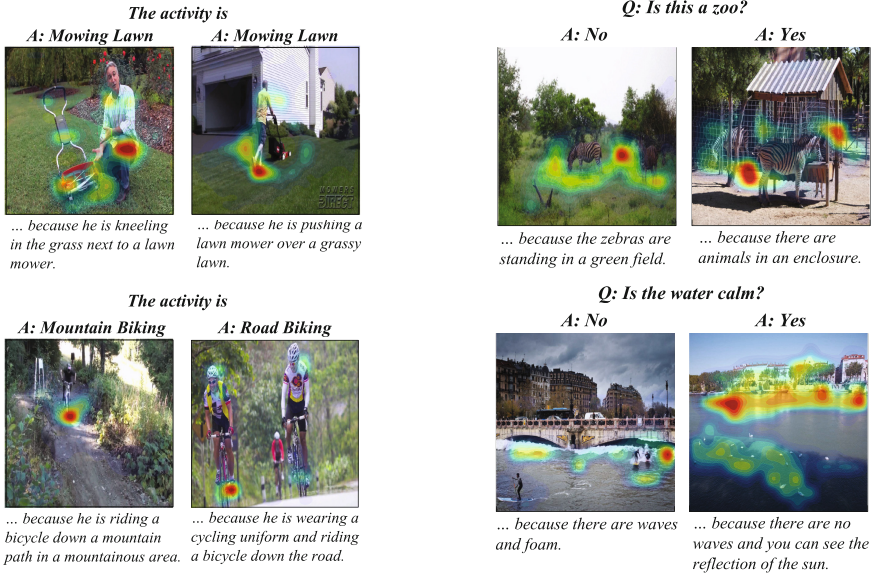 The activity is
A: Mowing Lawn
A: Mowing Lawn
MOWERS
DIRECT
... because he is kneeling
in the grass next to a lawn
mower.
... because he is pushing a
lawn mower over a grassy
lawn.
The activity is
A: Mountain Biking
A: Road Biking
... because he is riding a
bicycle down a mountain
path in a mountainous area.
... because he is wearing a
cycling uniform and riding
a bicycle down the road.
Q: Is this a zoo?
A: No
A: Yes
... because the zebras are
standing in a green field.
... because there are
animals in an enclosure.
Q: Is the water calm?
A: No
A: Yes
... because there are waves
and foam.
... because there are no
waves and you can see the
reflection of the sun.